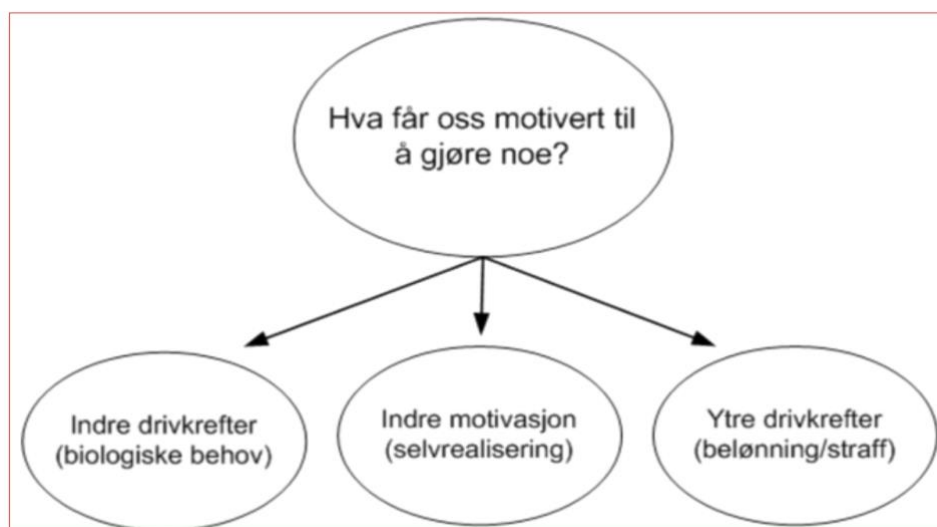 Hva får oss motivert til
å gjøre noe?
Indre drivkrefter
(biologiske behov)
Indre motivasjon
(selvrealisering)
Ytre drivkrefter
(belønning/straff)